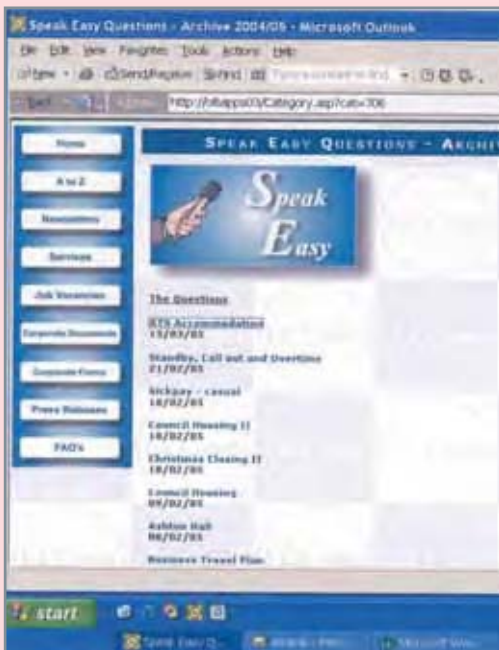 Speak Easy Questions - Archive 2004/05 - Microsoft Outlook
File Edit View Favorites Tools Actions Help
New Send/Receive Find
http://olbapps03/Category.asp?cat=306
SPEAK EASY QUESTIONS - ARCHI
Home
A to Z
Newsletters
Services
Job Vacancies
Corporate Documents
Corporate Forms
Press Releases
FAQ's
Speak
Easy
The Questions
Accommodation
15/03/05
Standby, Call out and Overtime
21/02/05
Sickpay - casual
18/02/05
Council Housing II
18/02/05
Christmas Closing II
18/02/05
Council Housing
09/02/05
Ashton Hall
08/02/05
Business Travel Plan
start
Speak Easy Q...